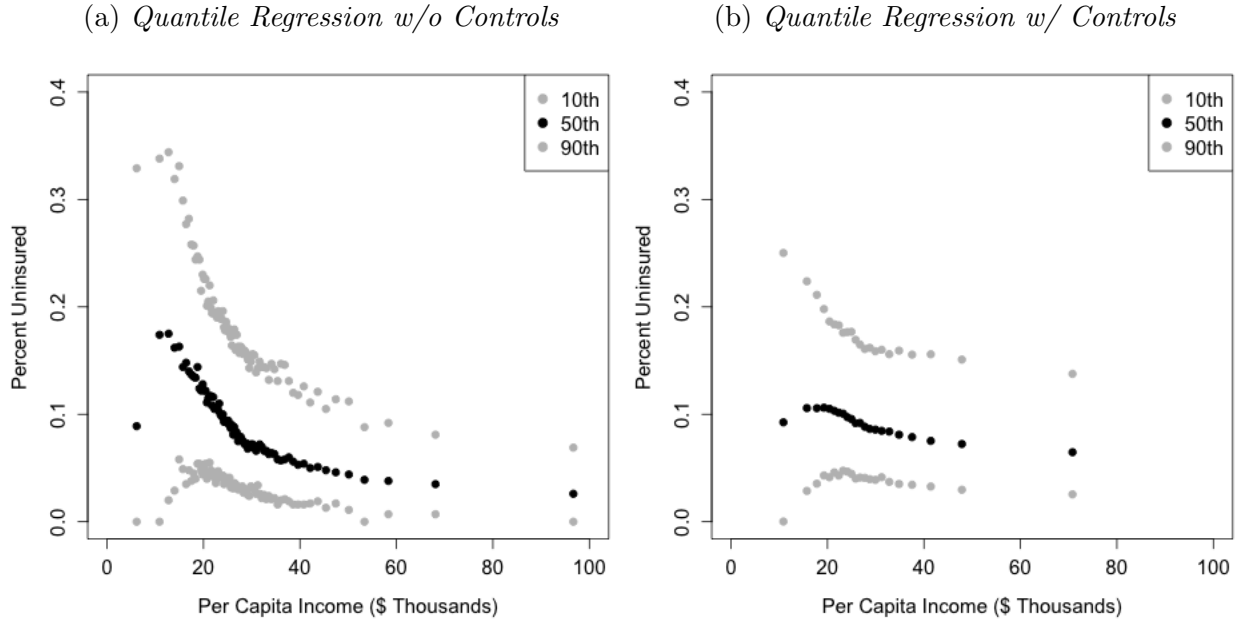 (a) Quantile Regression w/o Controls
Percent Uninsured
0.0 0.1 0.2 0.3 0.4
10th
50th
90th
0 20 40 60 80 100
Per Capita Income ($ Thousands)
(b) Quantile Regression w/ Controls
Percent Uninsured
0.0 0.1 0.2 0.3 0.4
10th
50th
90th
0 20 40 60 80 100
Per Capita Income ($ Thousands)